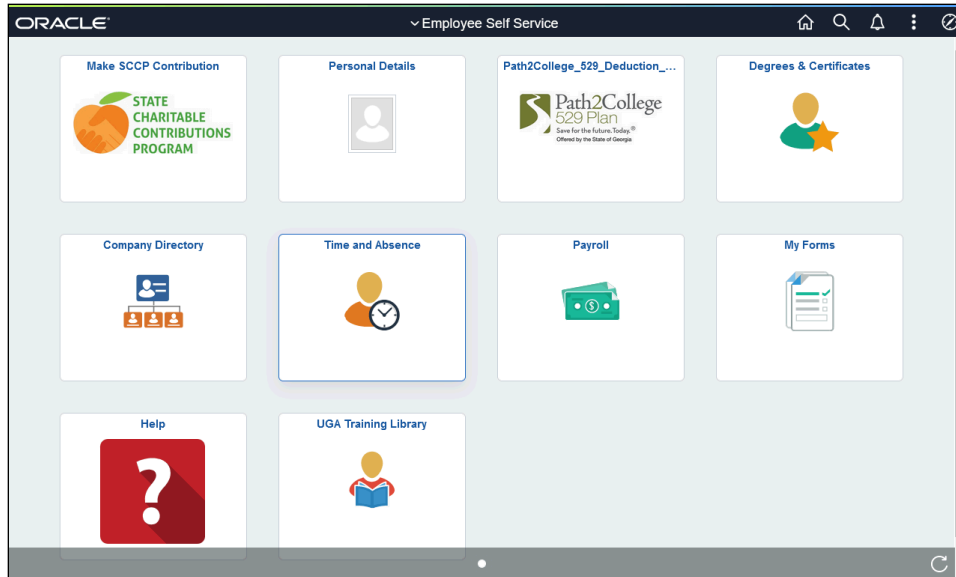 ORACLE
Employee Self Service
Make SCCP Contribution
STATE
CHARITABLE
CONTRIBUTIONS
PROGRAM
Personal Details
Path2College_529_Deduction_...
Path2College
529 Plan
Save for the future. Today.®
Offered by the State of Georgia
Degrees & Certificates
Company Directory
Time and Absence
Payroll
$
My Forms
Help
?
UGA Training Library